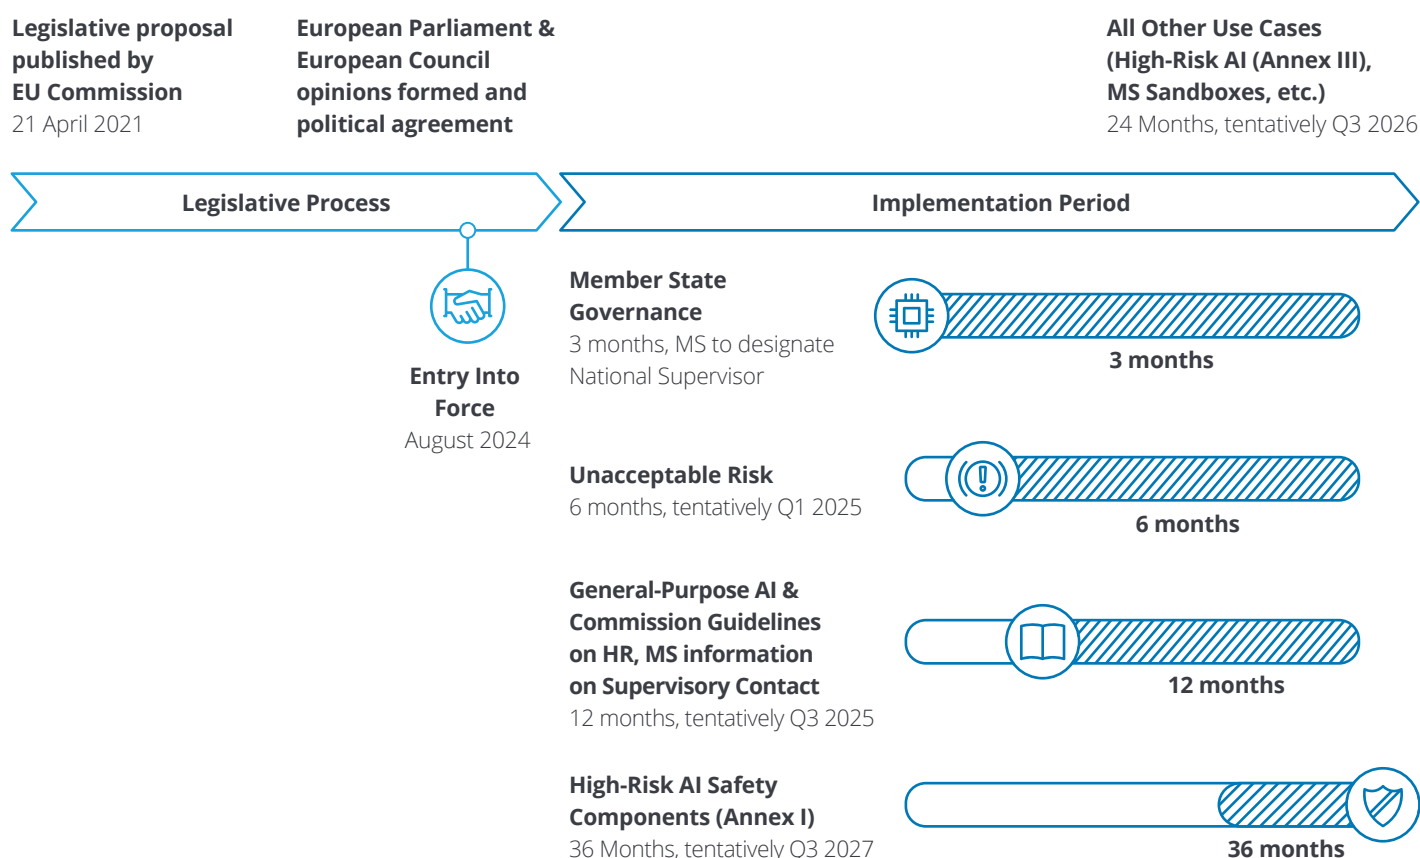 Legislative proposal
published by
EU Commission
21 April 2021
European Parliament &
European Council
opinions formed and
political agreement
All Other Use Cases
(High-Risk AI (Annex III),
MS Sandboxes, etc.)
24 Months, tentatively Q3 2026
Legislative Process
Implementation Period
Entry Into
Force
August 2024
Member State
Governance
3 months, MS to designate
National Supervisor
3 months
Unacceptable Risk
6 months, tentatively Q1 2025
6 months
General-Purpose AI &
Commission Guidelines
on HR, MS information
on Supervisory Contact
12 months, tentatively Q3 2025
12 months
High-Risk AI Safety
Components (Annex I)
36 Months, tentatively Q3 2027
36 months